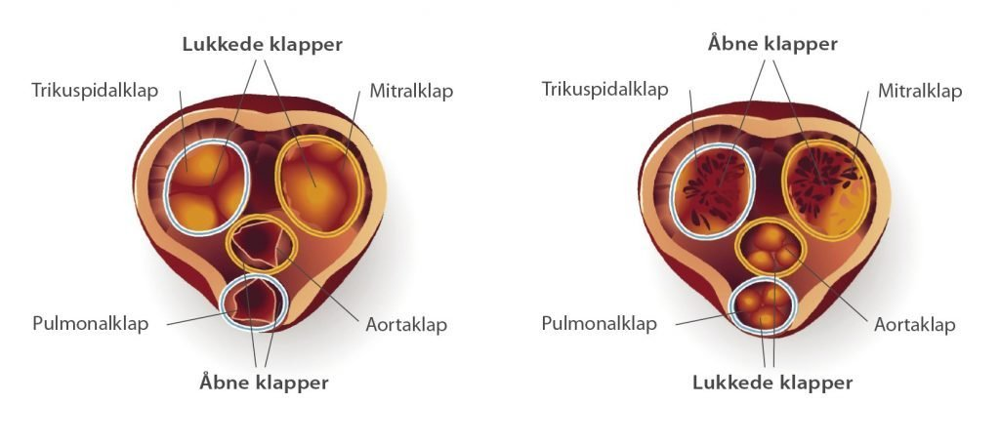 Lukkede klapper
Trikuspidalklap
Mitralklap
Pulmonalklap
Aortaklap
Åbne klapper
Åbne klapper
Trikuspidalklap
Mitralklap
Pulmonalklap
Aortaklap
Lukkede klapper